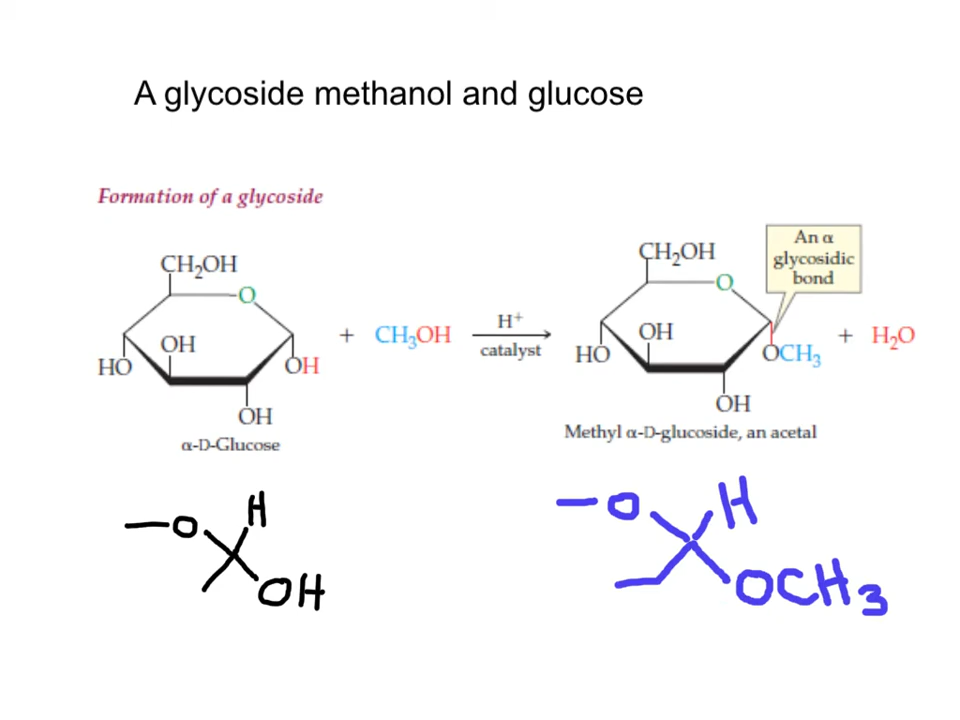 A glycoside methanol and glucose
Formation of a glycoside
CH₂OH
O
OH
HO
OH
OH
α-D-Glucose
+ CH₃OH
H⁺
catalyst
CH₂OH
O
OH
HO
OCH₃
OH
An α
glycosidic
bond
+ H₂O
Methyl α-D-glucoside, an acetal
O
H
OH
O
H
OCH₃